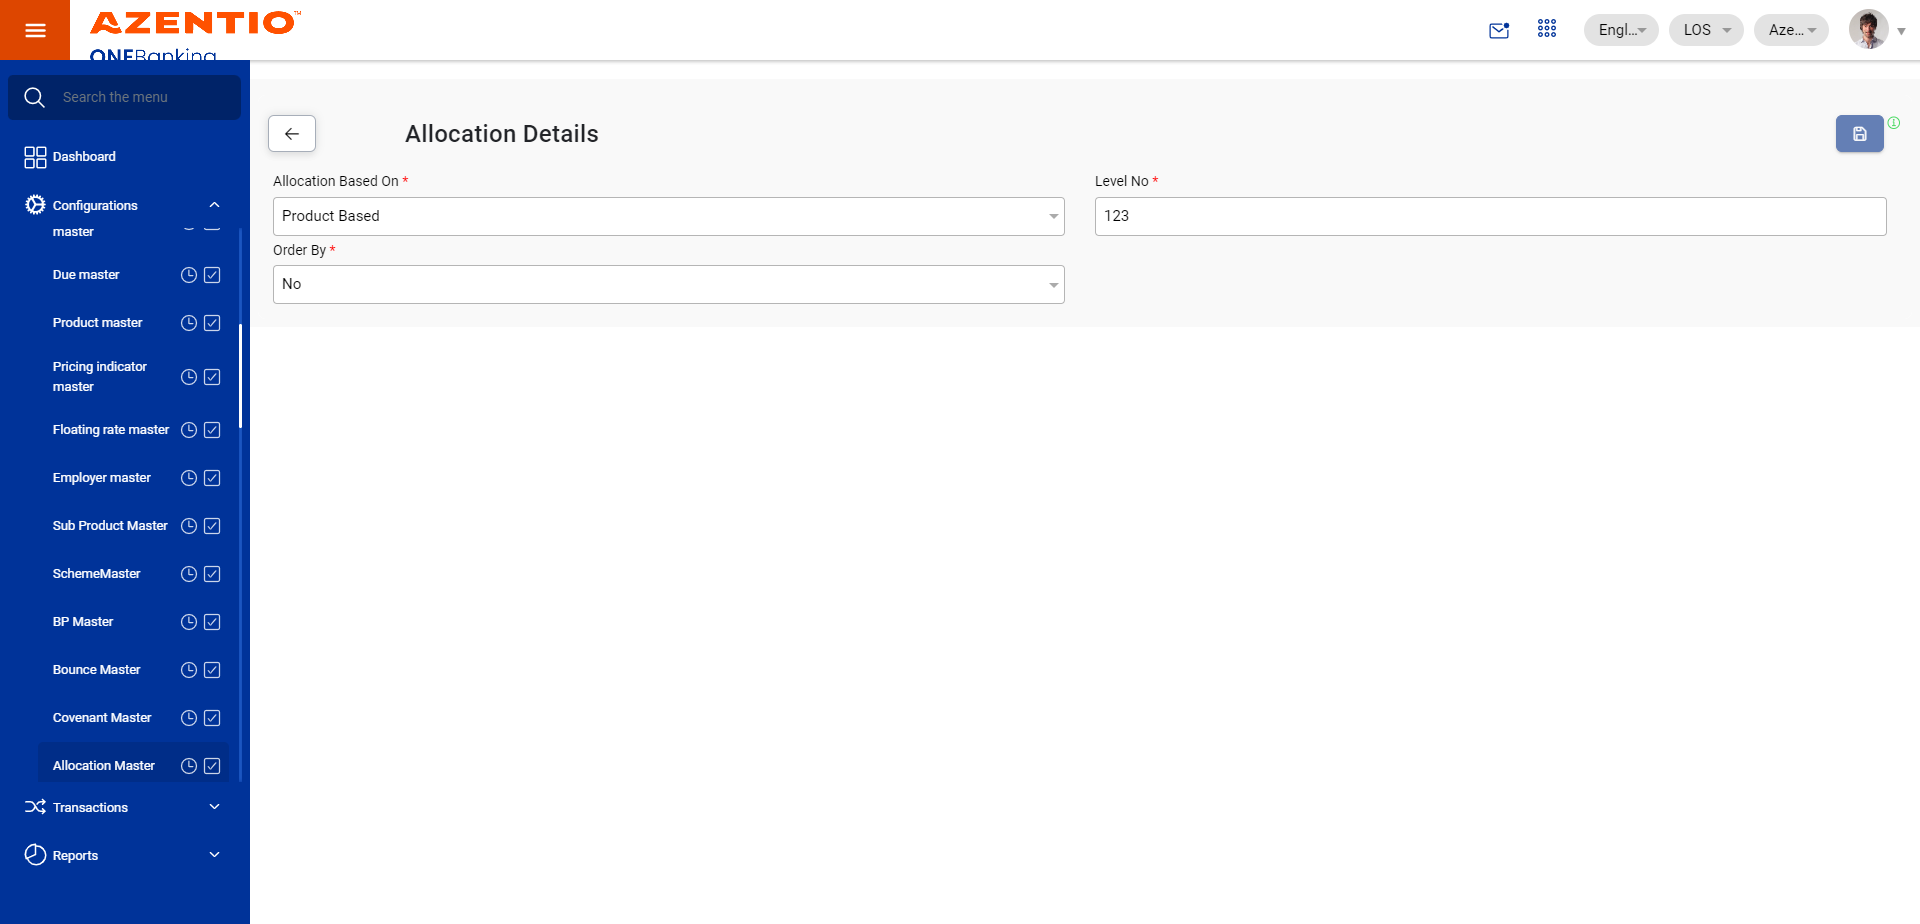 AZENTIO™
ONEBanking
Engl...
LOS
Aze...
Search the menu
Dashboard
Configurations
master
Due master
Product master
Pricing indicator
master
Floating rate master
Employer master
Sub Product Master
SchemeMaster
BP Master
Bounce Master
Covenant Master
Allocation Master
Transactions
Reports
Allocation Details
Allocation Based On *
Product Based
Level No *
123
Order By *
No